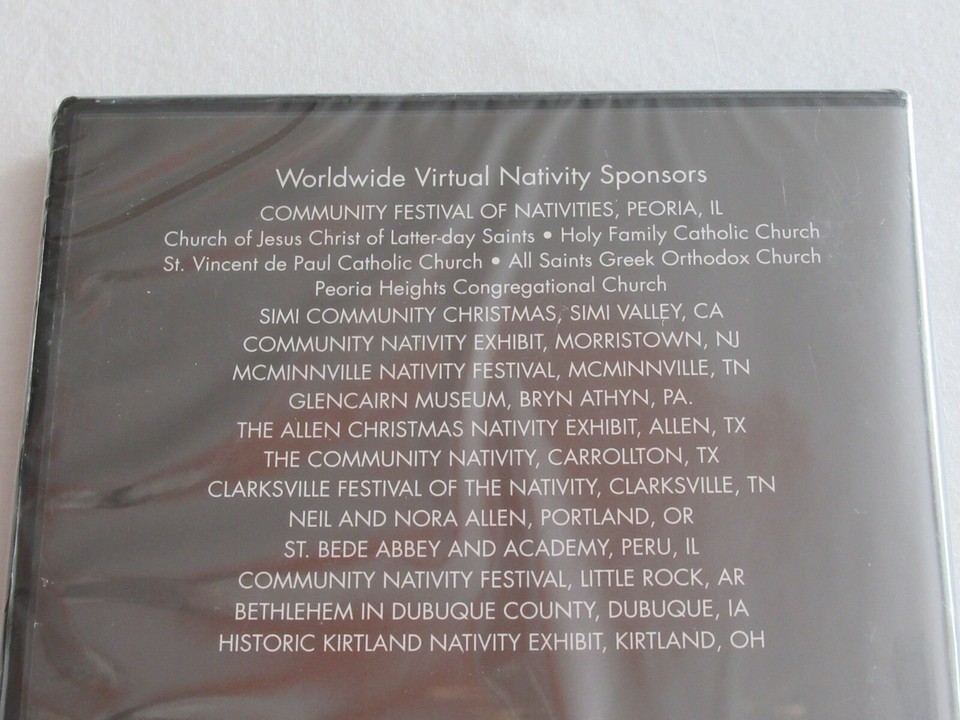 Worldwide Virtual Nativity Sponsors
COMMUNITY FESTIVAL OF NATIVITIES, PEORIA, IL
Church of Jesus Christ of Latter-day Saints • Holy Family Catholic Church
St. Vincent de Paul Catholic Church • All Saints Greek Orthodox Church
Peoria Heights Congregational Church
SIMI COMMUNITY CHRISTMAS, SIMI VALLEY, CA
COMMUNITY NATIVITY EXHIBIT, MORRISTOWN, NJ
MCMINNVILLE NATIVITY FESTIVAL, MCMINNVILLE, TN
GLENCAIRN MUSEUM, BRYN ATHYN, PA.
THE ALLEN CHRISTMAS NATIVITY EXHIBIT, ALLEN, TX
THE COMMUNITY NATIVITY, CARROLLTON, TX
CLARKSVILLE FESTIVAL OF THE NATIVITY, CLARKSVILLE, TN
NEIL AND NORA ALLEN, PORTLAND, OR
ST. BEDE ABBEY AND ACADEMY, PERU, IL
COMMUNITY NATIVITY FESTIVAL, LITTLE ROCK, AR
BETHLEHEM IN DUBUQUE COUNTY, DUBUQUE, IA
HISTORIC KIRTLAND NATIVITY EXHIBIT, KIRTLAND, OH